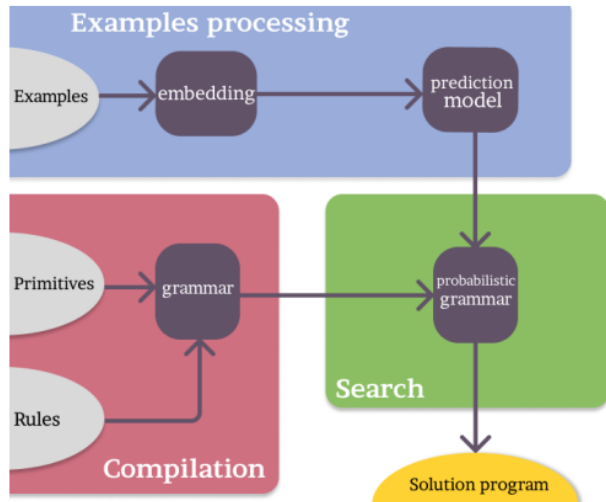 Examples processing
Examples
embedding
prediction
model
Primitives
grammar
probabilistic
grammar
Rules
Search
Compilation
Solution program